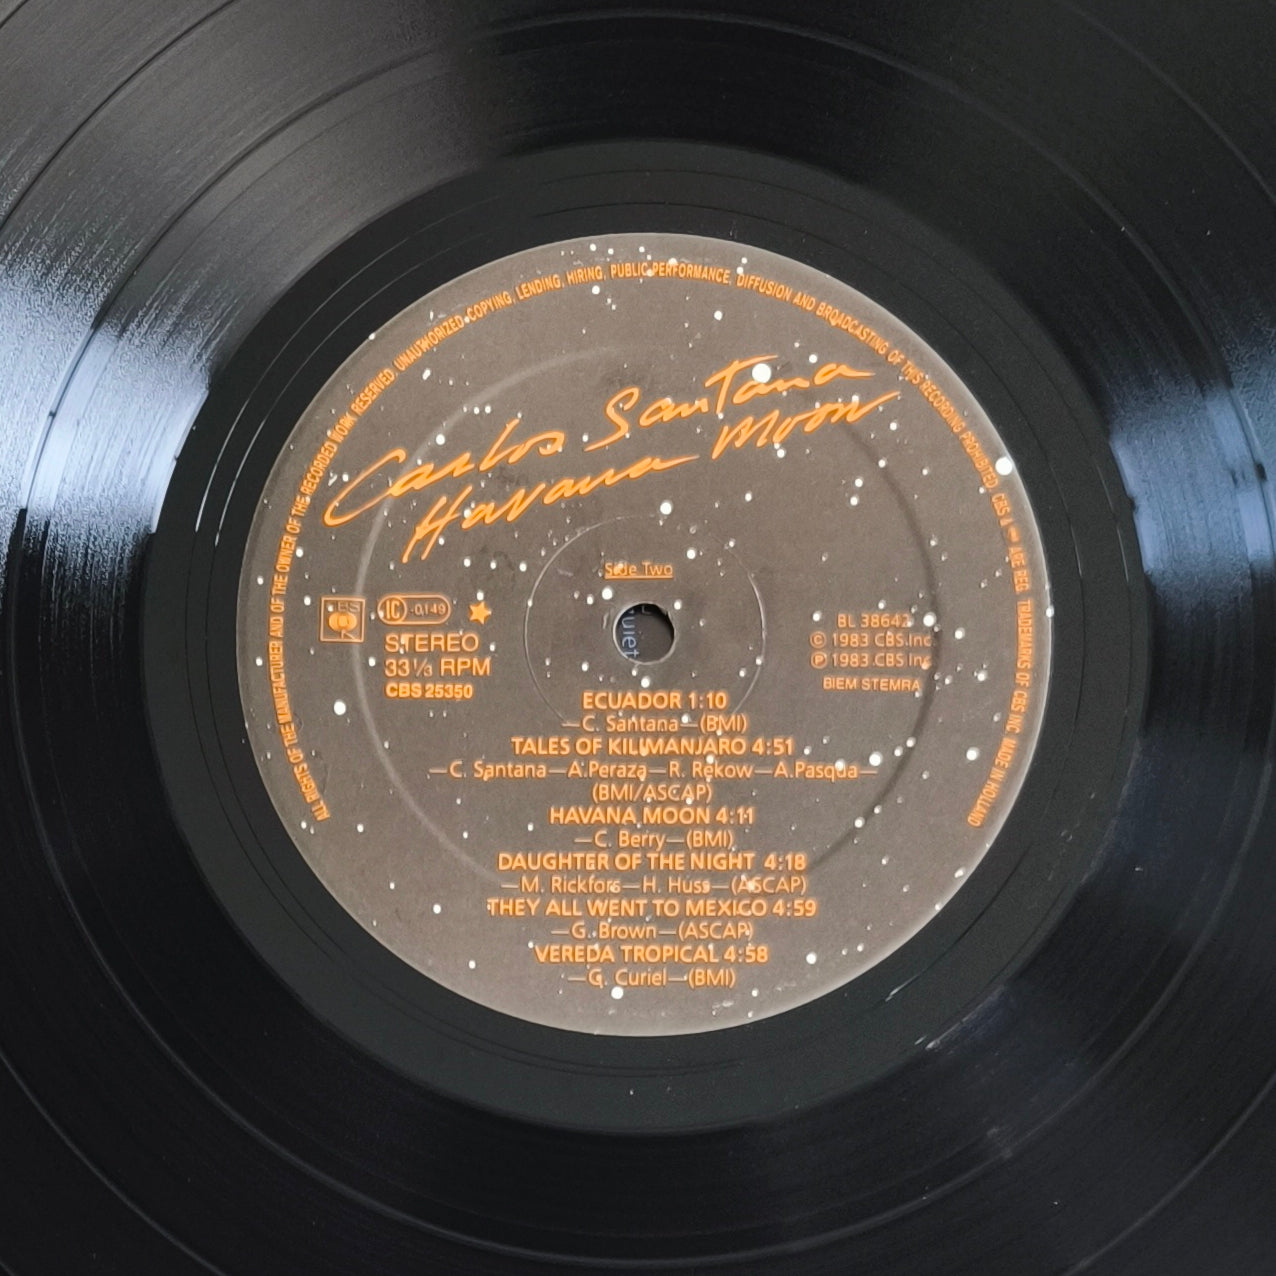 ALL RIGHTS OF THE MANUFACTURER AND OF THE OWNER OF THE RECORDED WORK RESERVED. UNAUTHORIZED COPYING, LENDING, HIRING, PUBLIC PERFORMANCE, DIFFUSION AND BROADCASTING OF THIS RECORDING PROHIBITED. CBS & ARE REG. TRADEMARKS OF CBS INC. MADE IN HOLLAND
Carlos Santana
Havana Moon
Side Two
uiet
CBS
IC -0,149
STEREO
33⅓ RPM
CBS 25350
BL 38642
© 1983 CBS.Inc.
℗ 1983 CBS Inc.
BIEM STEMRA
ECUADOR 1:10
—C. Santana—(BMI)
TALES OF KILIMANJARO 4:51
—C. Santana—A.Peraza—R. Rekow—A.Pasqua—
(BMI/ASCAP)
HAVANA MOON 4:11
—C. Berry—(BMI)
DAUGHTER OF THE NIGHT 4:18
—M. Rickfors—H. Huss—(ASCAP)
THEY ALL WENT TO MEXICO 4:59
—G. Brown—(ASCAP)
VEREDA TROPICAL 4:58
—G. Curiel—(BMI)